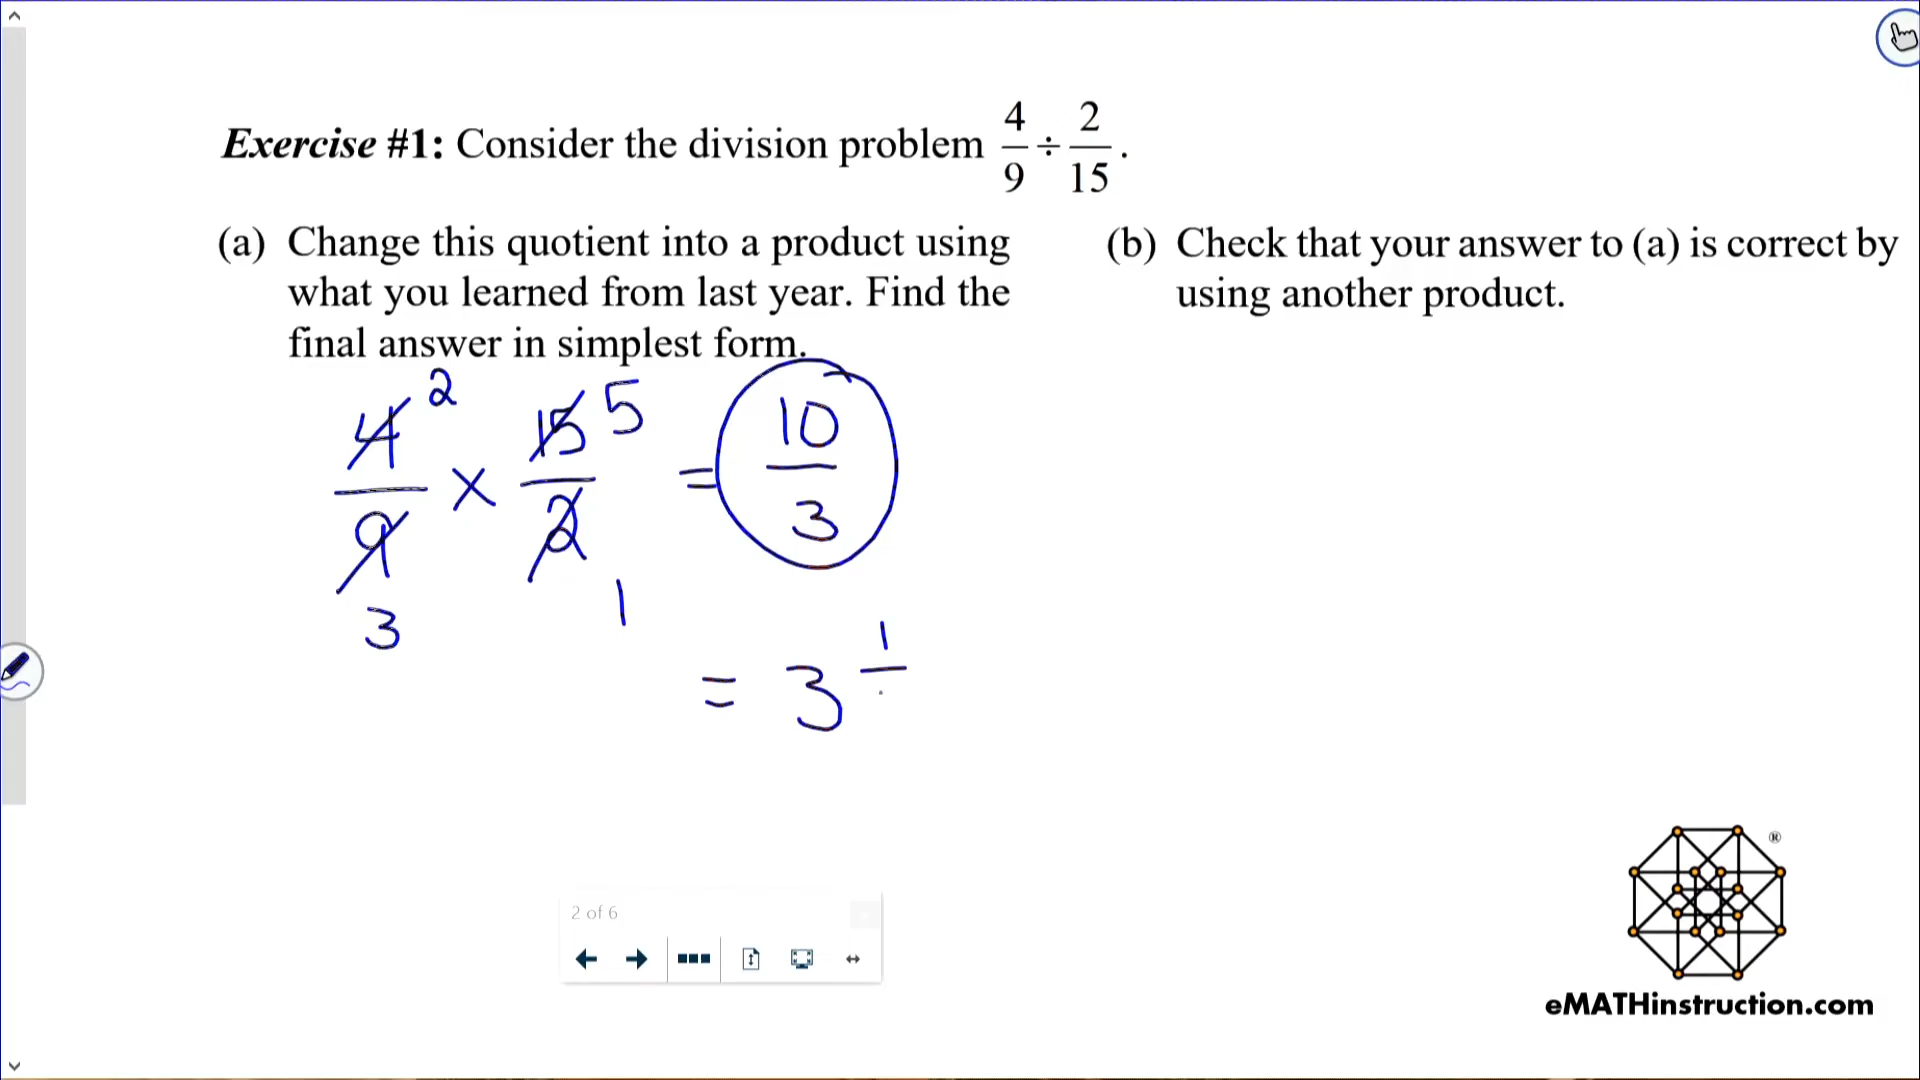 Exercise #1: Consider the division problem 4/9 ÷ 2/15.
(a) Change this quotient into a product using
what you learned from last year. Find the
final answer in simplest form.
(b) Check that your answer to (a) is correct by
using another product.
2 5
4/9 × 15/2 = 10/3
3 1
= 3 1/
2 of 6
®
eMATHinstruction.com